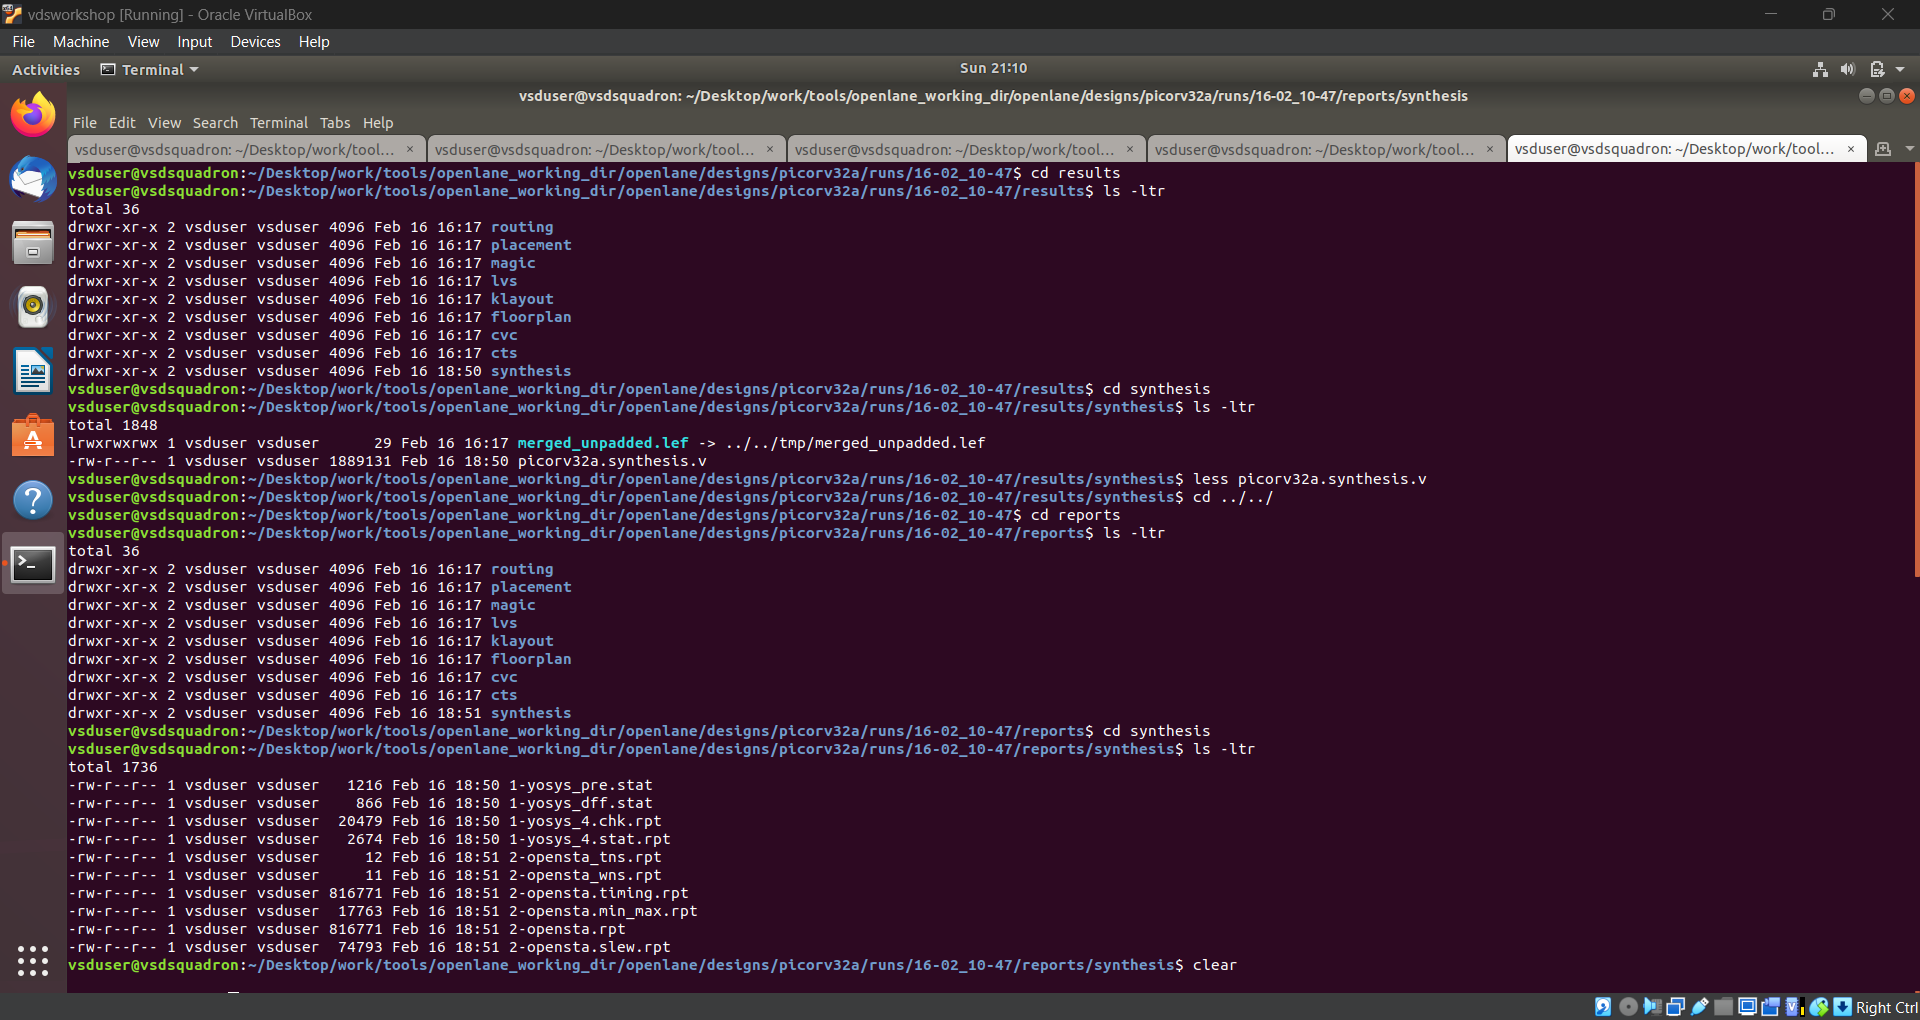 vdsworkshop [Running] - Oracle VirtualBox
File Machine View Input Devices Help
Activities Terminal Sun 21:10
vsduser@vsdsquadron: ~/Desktop/work/tools/openlane_working_dir/openlane/designs/picorv32a/runs/16-02_10-47/reports/synthesis
File Edit View Search Terminal Tabs Help
vsduser@vsdsquadron: ~/Desktop/work/tool... × vsduser@vsdsquadron: ~/Desktop/work/tool... × vsduser@vsdsquadron: ~/Desktop/work/tool... × vsduser@vsdsquadron: ~/Desktop/work/tool... × vsduser@vsdsquadron: ~/Desktop/work/tool... ×
vsduser@vsdsquadron:~/Desktop/work/tools/openlane_working_dir/openlane/designs/picorv32a/runs/16-02_10-47$ cd results
vsduser@vsdsquadron:~/Desktop/work/tools/openlane_working_dir/openlane/designs/picorv32a/runs/16-02_10-47/results$ ls -ltr
total 36
drwxr-xr-x 2 vsduser vsduser 4096 Feb 16 16:17 routing
drwxr-xr-x 2 vsduser vsduser 4096 Feb 16 16:17 placement
drwxr-xr-x 2 vsduser vsduser 4096 Feb 16 16:17 magic
drwxr-xr-x 2 vsduser vsduser 4096 Feb 16 16:17 lvs
drwxr-xr-x 2 vsduser vsduser 4096 Feb 16 16:17 klayout
drwxr-xr-x 2 vsduser vsduser 4096 Feb 16 16:17 floorplan
drwxr-xr-x 2 vsduser vsduser 4096 Feb 16 16:17 cvc
drwxr-xr-x 2 vsduser vsduser 4096 Feb 16 16:17 cts
drwxr-xr-x 2 vsduser vsduser 4096 Feb 16 18:50 synthesis
vsduser@vsdsquadron:~/Desktop/work/tools/openlane_working_dir/openlane/designs/picorv32a/runs/16-02_10-47/results$ cd synthesis
vsduser@vsdsquadron:~/Desktop/work/tools/openlane_working_dir/openlane/designs/picorv32a/runs/16-02_10-47/results/synthesis$ ls -ltr
total 1848
lrwxrwxrwx 1 vsduser vsduser      29 Feb 16 16:17 merged_unpadded.lef -> ../../tmp/merged_unpadded.lef
-rw-r--r-- 1 vsduser vsduser 1889131 Feb 16 18:50 picorv32a.synthesis.v
vsduser@vsdsquadron:~/Desktop/work/tools/openlane_working_dir/openlane/designs/picorv32a/runs/16-02_10-47/results/synthesis$ less picorv32a.synthesis.v
vsduser@vsdsquadron:~/Desktop/work/tools/openlane_working_dir/openlane/designs/picorv32a/runs/16-02_10-47/results/synthesis$ cd ../../
vsduser@vsdsquadron:~/Desktop/work/tools/openlane_working_dir/openlane/designs/picorv32a/runs/16-02_10-47$ cd reports
vsduser@vsdsquadron:~/Desktop/work/tools/openlane_working_dir/openlane/designs/picorv32a/runs/16-02_10-47/reports$ ls -ltr
total 36
drwxr-xr-x 2 vsduser vsduser 4096 Feb 16 16:17 routing
drwxr-xr-x 2 vsduser vsduser 4096 Feb 16 16:17 placement
drwxr-xr-x 2 vsduser vsduser 4096 Feb 16 16:17 magic
drwxr-xr-x 2 vsduser vsduser 4096 Feb 16 16:17 lvs
drwxr-xr-x 2 vsduser vsduser 4096 Feb 16 16:17 klayout
drwxr-xr-x 2 vsduser vsduser 4096 Feb 16 16:17 floorplan
drwxr-xr-x 2 vsduser vsduser 4096 Feb 16 16:17 cvc
drwxr-xr-x 2 vsduser vsduser 4096 Feb 16 16:17 cts
drwxr-xr-x 2 vsduser vsduser 4096 Feb 16 18:51 synthesis
vsduser@vsdsquadron:~/Desktop/work/tools/openlane_working_dir/openlane/designs/picorv32a/runs/16-02_10-47/reports$ cd synthesis
vsduser@vsdsquadron:~/Desktop/work/tools/openlane_working_dir/openlane/designs/picorv32a/runs/16-02_10-47/reports/synthesis$ ls -ltr
total 1736
-rw-r--r-- 1 vsduser vsduser   1216 Feb 16 18:50 1-yosys_pre.stat
-rw-r--r-- 1 vsduser vsduser    866 Feb 16 18:50 1-yosys_dff.stat
-rw-r--r-- 1 vsduser vsduser  20479 Feb 16 18:50 1-yosys_4.chk.rpt
-rw-r--r-- 1 vsduser vsduser   2674 Feb 16 18:50 1-yosys_4.stat.rpt
-rw-r--r-- 1 vsduser vsduser     12 Feb 16 18:51 2-opensta_tns.rpt
-rw-r--r-- 1 vsduser vsduser     11 Feb 16 18:51 2-opensta_wns.rpt
-rw-r--r-- 1 vsduser vsduser 816771 Feb 16 18:51 2-opensta.timing.rpt
-rw-r--r-- 1 vsduser vsduser  17763 Feb 16 18:51 2-opensta.min_max.rpt
-rw-r--r-- 1 vsduser vsduser 816771 Feb 16 18:51 2-opensta.rpt
-rw-r--r-- 1 vsduser vsduser  74793 Feb 16 18:51 2-opensta.slew.rpt
vsduser@vsdsquadron:~/Desktop/work/tools/openlane_working_dir/openlane/designs/picorv32a/runs/16-02_10-47/reports/synthesis$ clear
Right Ctrl